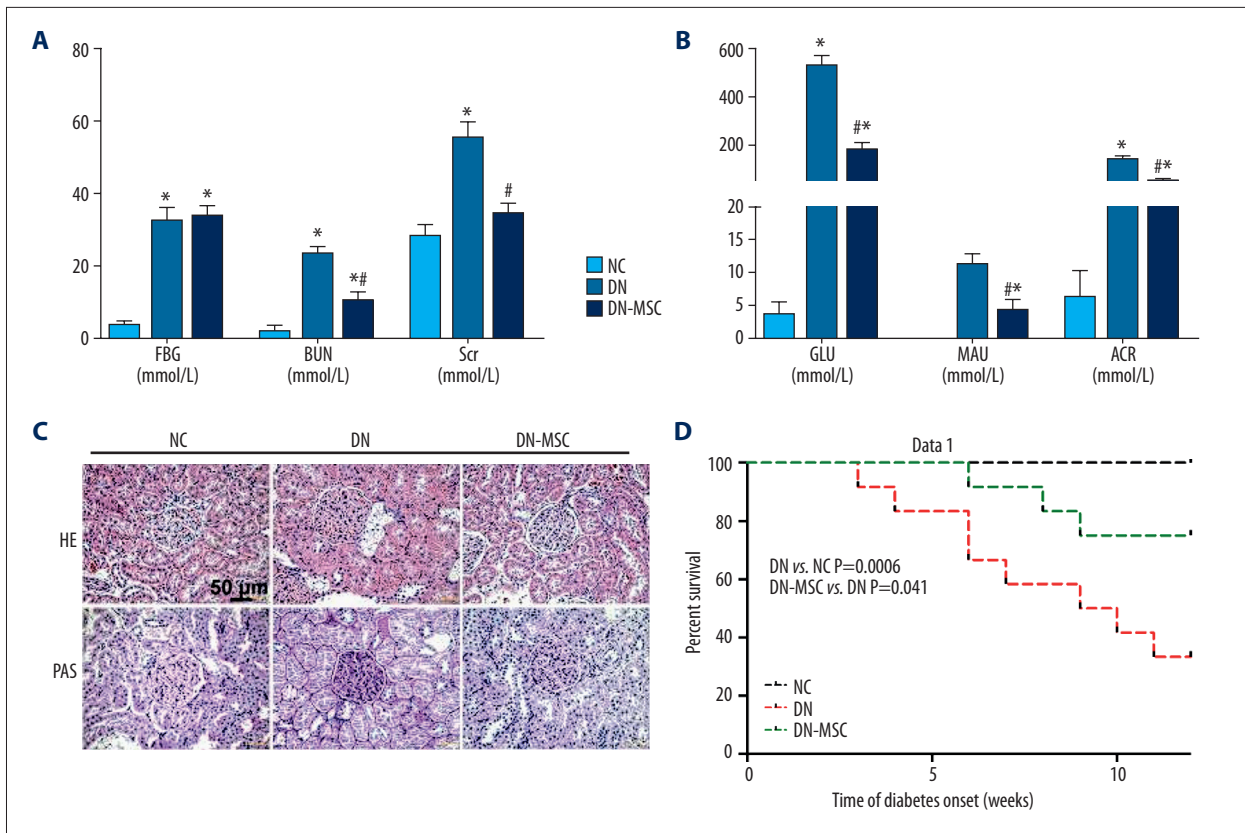 A
80
60
40
20
0
*
*
*
*#
*
#
FBG
(mmol/L)
BUN
(mmol/L)
Scr
(mmol/L)
NC
DN
DN-MSC
B
600
400
200
20
15
10
5
0
*
#*
#*
*
#*
GLU
(mmol/L)
MAU
(mmol/L)
ACR
(mmol/L)
C
NC
DN
DN-MSC
HE
50 µm
PAS
D
Data 1
100
80
60
40
20
0
Percent survival
DN vs. NC P=0.0006
DN-MSC vs. DN P=0.041
NC
DN
DN-MSC
0
5
10
Time of diabetes onset (weeks)